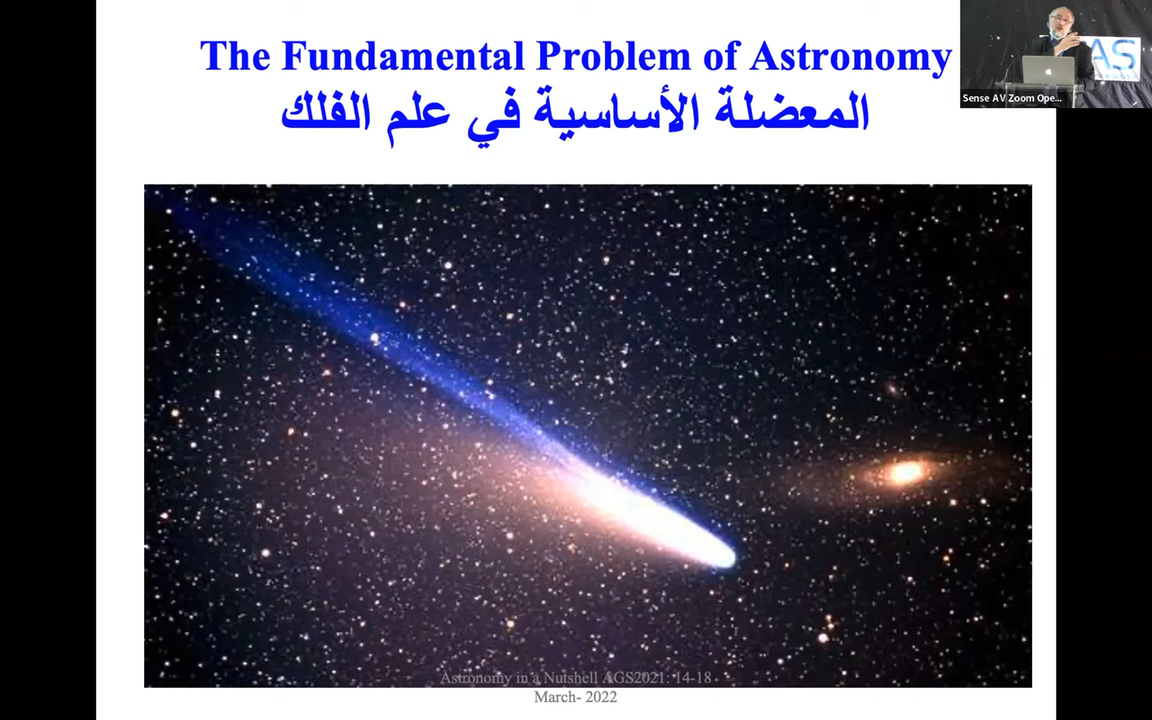 The Fundamental Problem of Astronomy
المعضلة الأساسية في علم الفلك
AS
Sense AV Zoom Ope...
Astronomy in a Nutshell AGS2021: 14-18
March- 2022